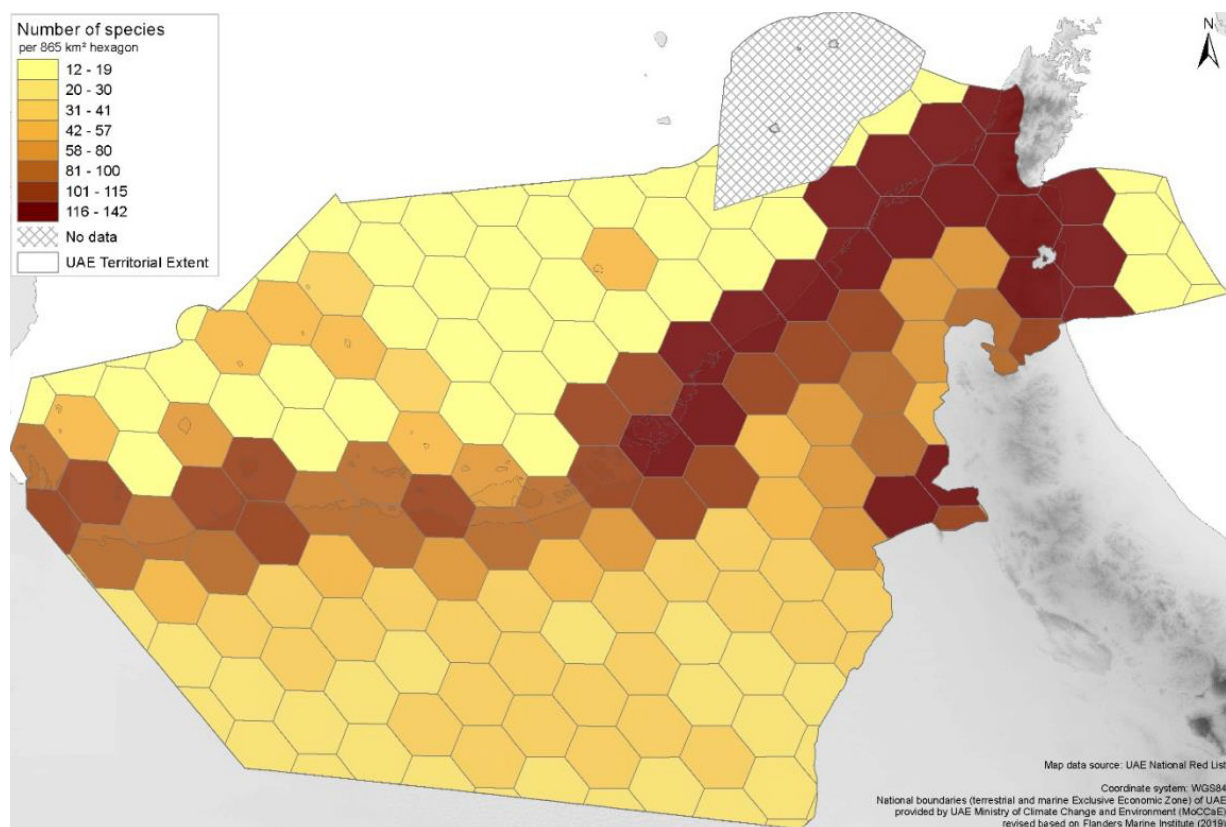 Number of species
per 865 km² hexagon
12 - 19
20 - 30
31 - 41
42 - 57
58 - 80
81 - 100
101 - 115
116 - 142
No data
UAE Territorial Extent
N
Map data source: UAE National Red List
Coordinate system: WGS84
National boundaries (terrestrial and marine Exclusive Economic Zone) of UAE
provided by UAE Ministry of Climate Change and Environment (MoCCaE)
revised based on Flanders Marine Institute (2019)